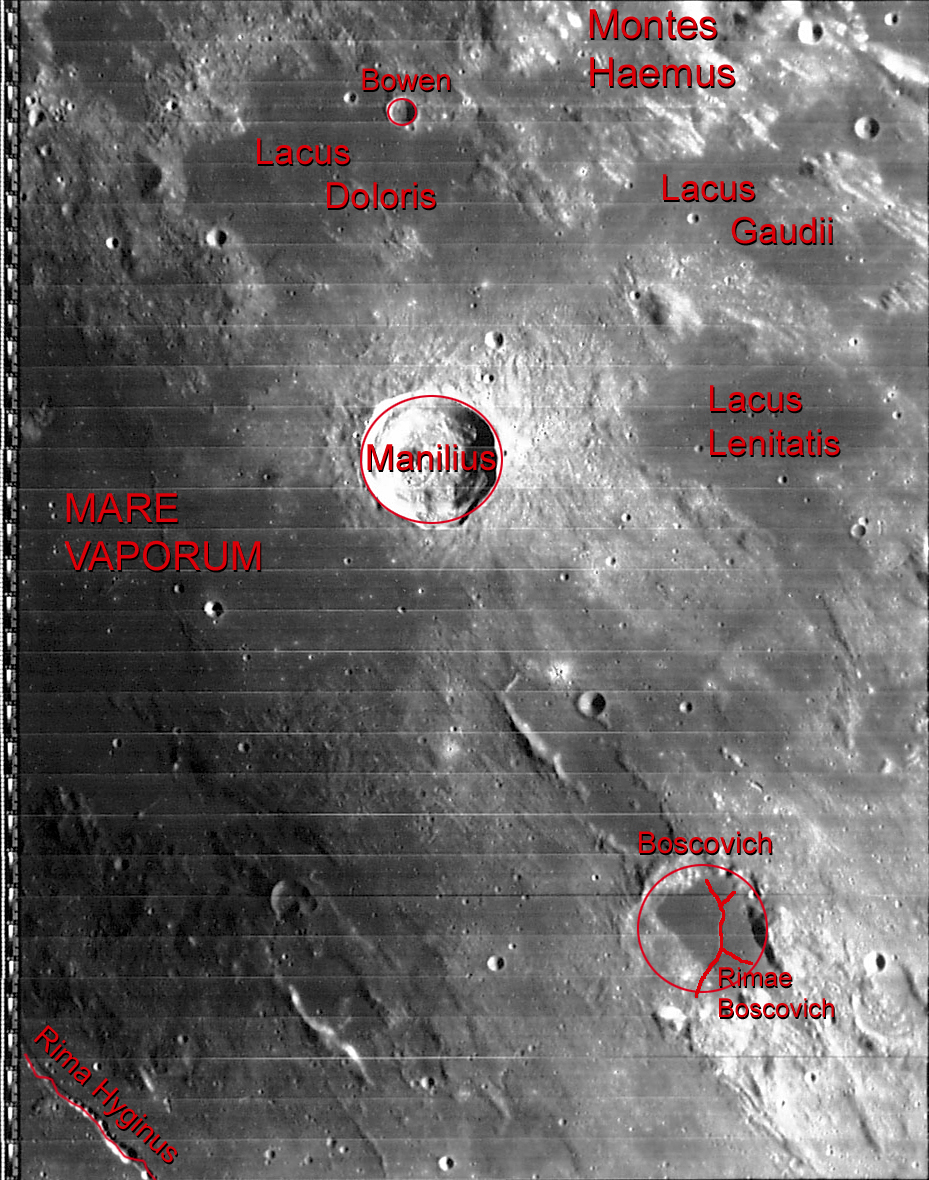 Montes
Haemus
Bowen
Lacus
Doloris
Lacus
Gaudii
Lacus
Lenitatis
Manilius
MARE
VAPORUM
Boscovich
Rimae
Boscovich
Rima Hyginus